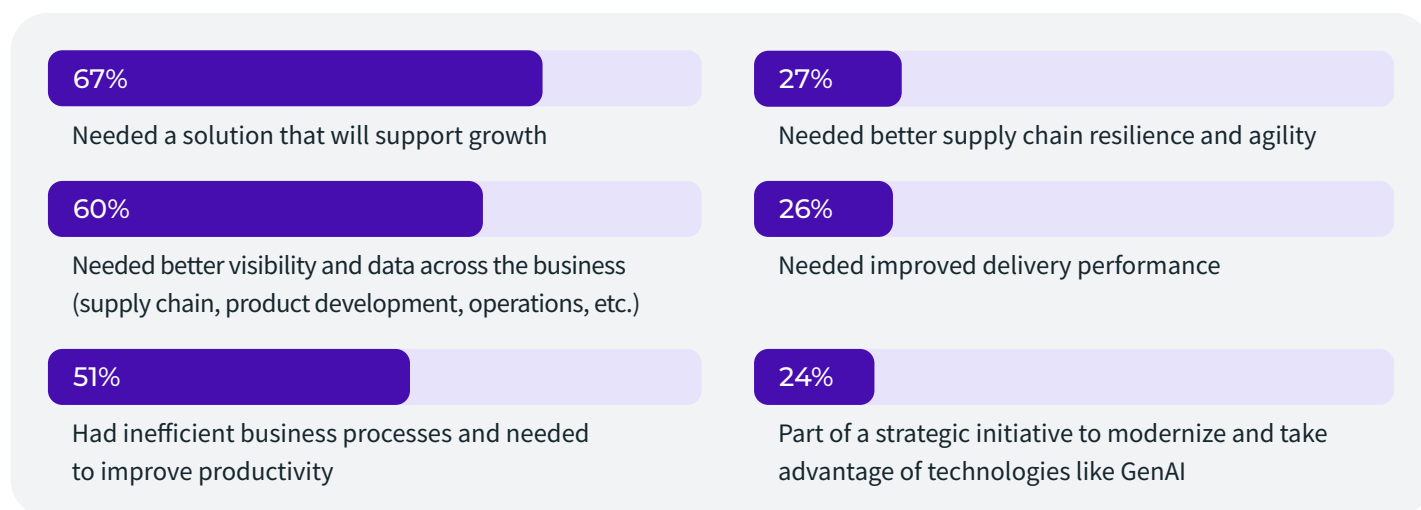 67%
Needed a solution that will support growth
60%
Needed better visibility and data across the business
(supply chain, product development, operations, etc.)
51%
Had inefficient business processes and needed
to improve productivity
27%
Needed better supply chain resilience and agility
26%
Needed improved delivery performance
24%
Part of a strategic initiative to modernize and take
advantage of technologies like GenAI